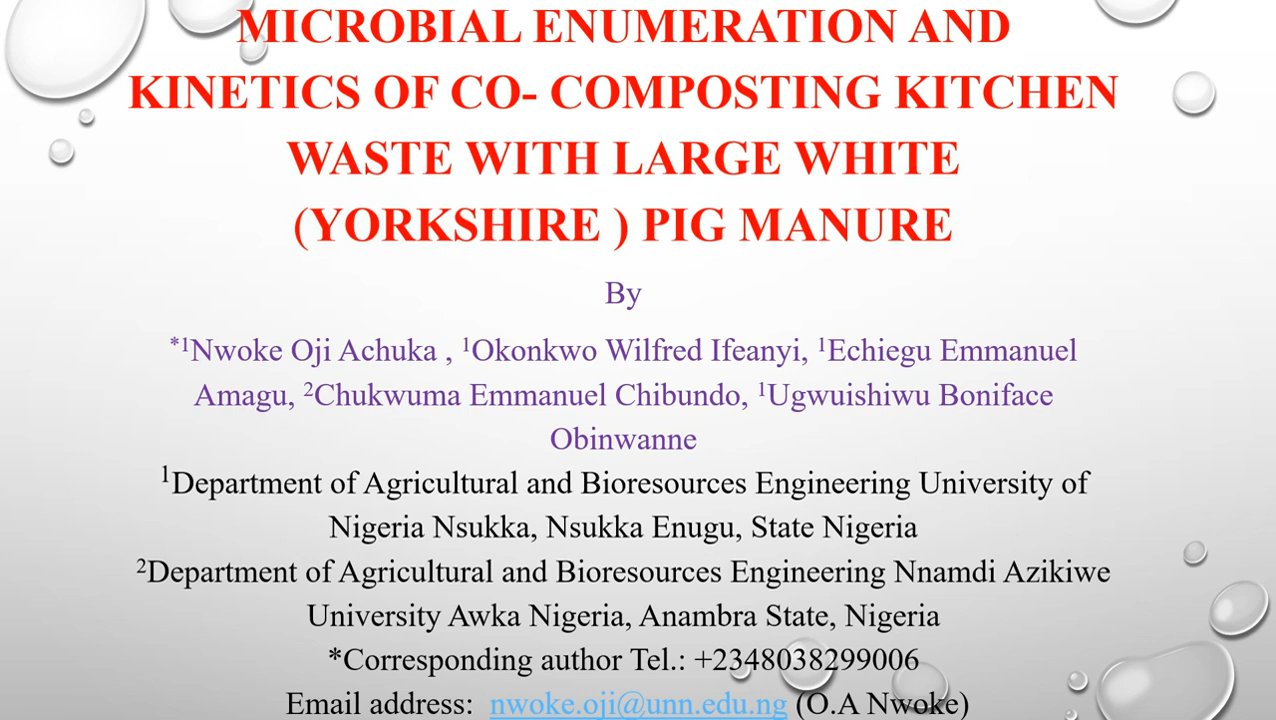 MICROBIAL ENUMERATION AND
KINETICS OF CO- COMPOSTING KITCHEN
WASTE WITH LARGE WHITE
(YORKSHIRE ) PIG MANURE
By
*1Nwoke Oji Achuka , 1Okonkwo Wilfred Ifeanyi, 1Echiegu Emmanuel
Amagu, 2Chukwuma Emmanuel Chibundo, 1Ugwuishiwu Boniface
Obinwanne
1Department of Agricultural and Bioresources Engineering University of
Nigeria Nsukka, Nsukka Enugu, State Nigeria
2Department of Agricultural and Bioresources Engineering Nnamdi Azikiwe
University Awka Nigeria, Anambra State, Nigeria
*Corresponding author Tel.: +2348038299006
Email address: nwoke.oji@unn.edu.ng (O.A Nwoke)